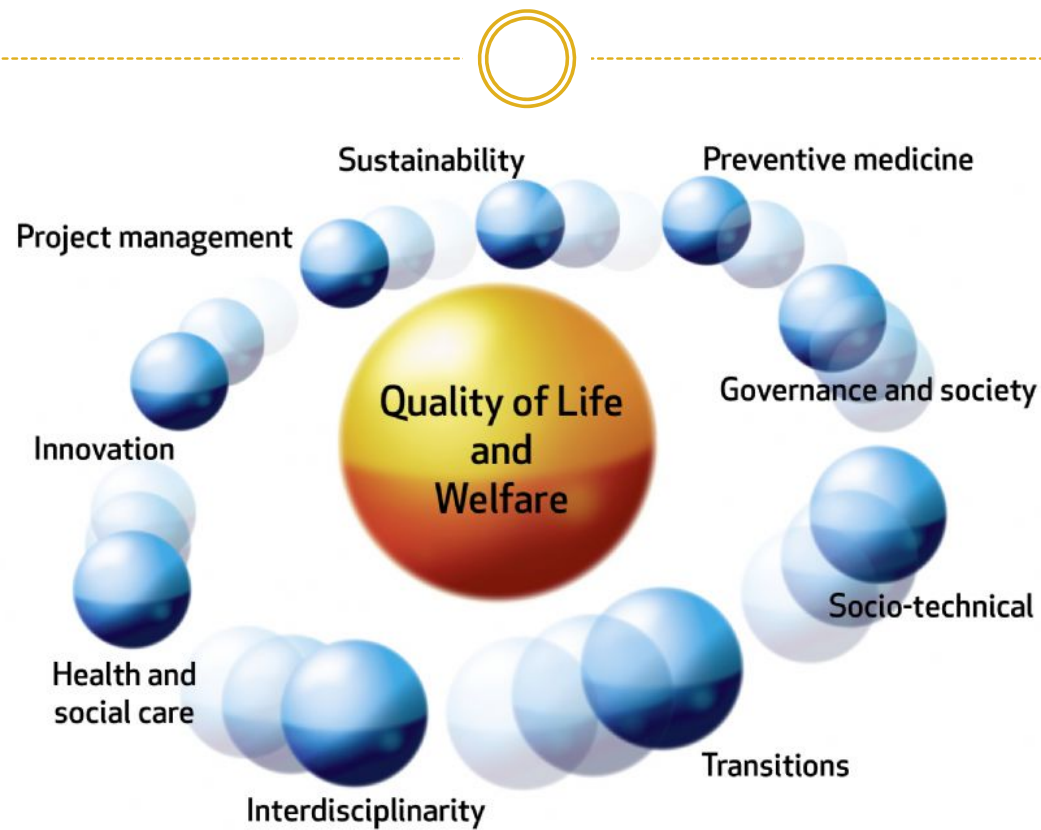 Sustainability
Preventive medicine
Project management
Quality of Life
and
Welfare
Governance and society
Innovation
Socio-technical
Health and
social care
Transitions
Interdisciplinarity